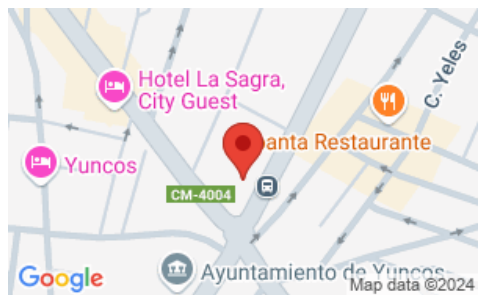 Hotel La Sagra,
City Guest
C. Yeles
anta Restaurante
Yuncos
CM-4004
Ayuntamiento de Yuncos
Google
Map data ©2024